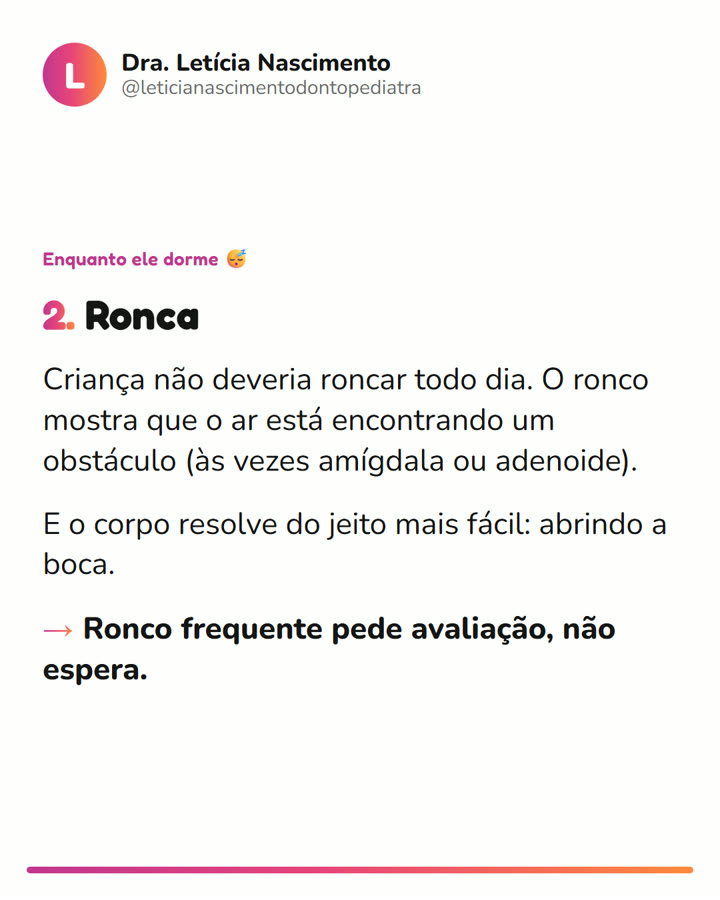 L
Dra. Letícia Nascimento
@leticianascimentodontopediatra
Enquanto ele dorme 😴
2. Ronca
Criança não deveria roncar todo dia. O ronco
mostra que o ar está encontrando um
obstáculo (às vezes amígdala ou adenoide).
E o corpo resolve do jeito mais fácil: abrindo a
boca.
→ Ronco frequente pede avaliação, não
espera.